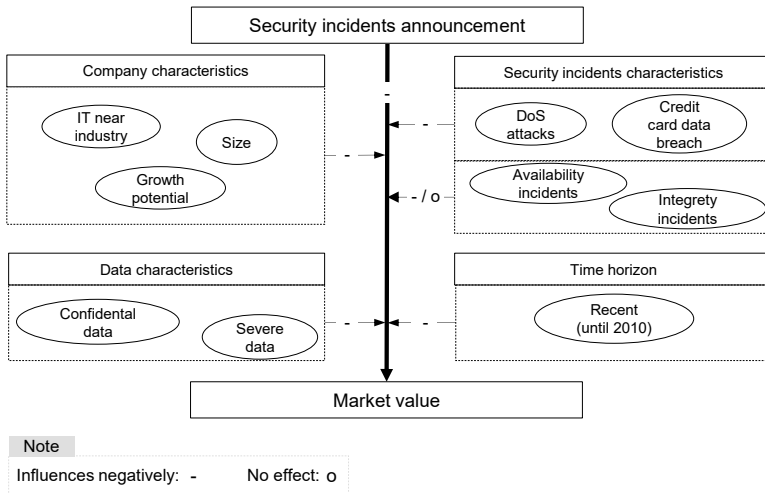 Security incidents announcement
-
Company characteristics
IT near
industry
Size
Growth
potential
-
Security incidents characteristics
DoS
attacks
Credit
card data
breach
-
Availability
incidents
Integrety
incidents
- / o
Data characteristics
Confidental
data
Severe
data
-
Time horizon
Recent
(until 2010)
-
Market value
Note
Influences negatively: - No effect: o